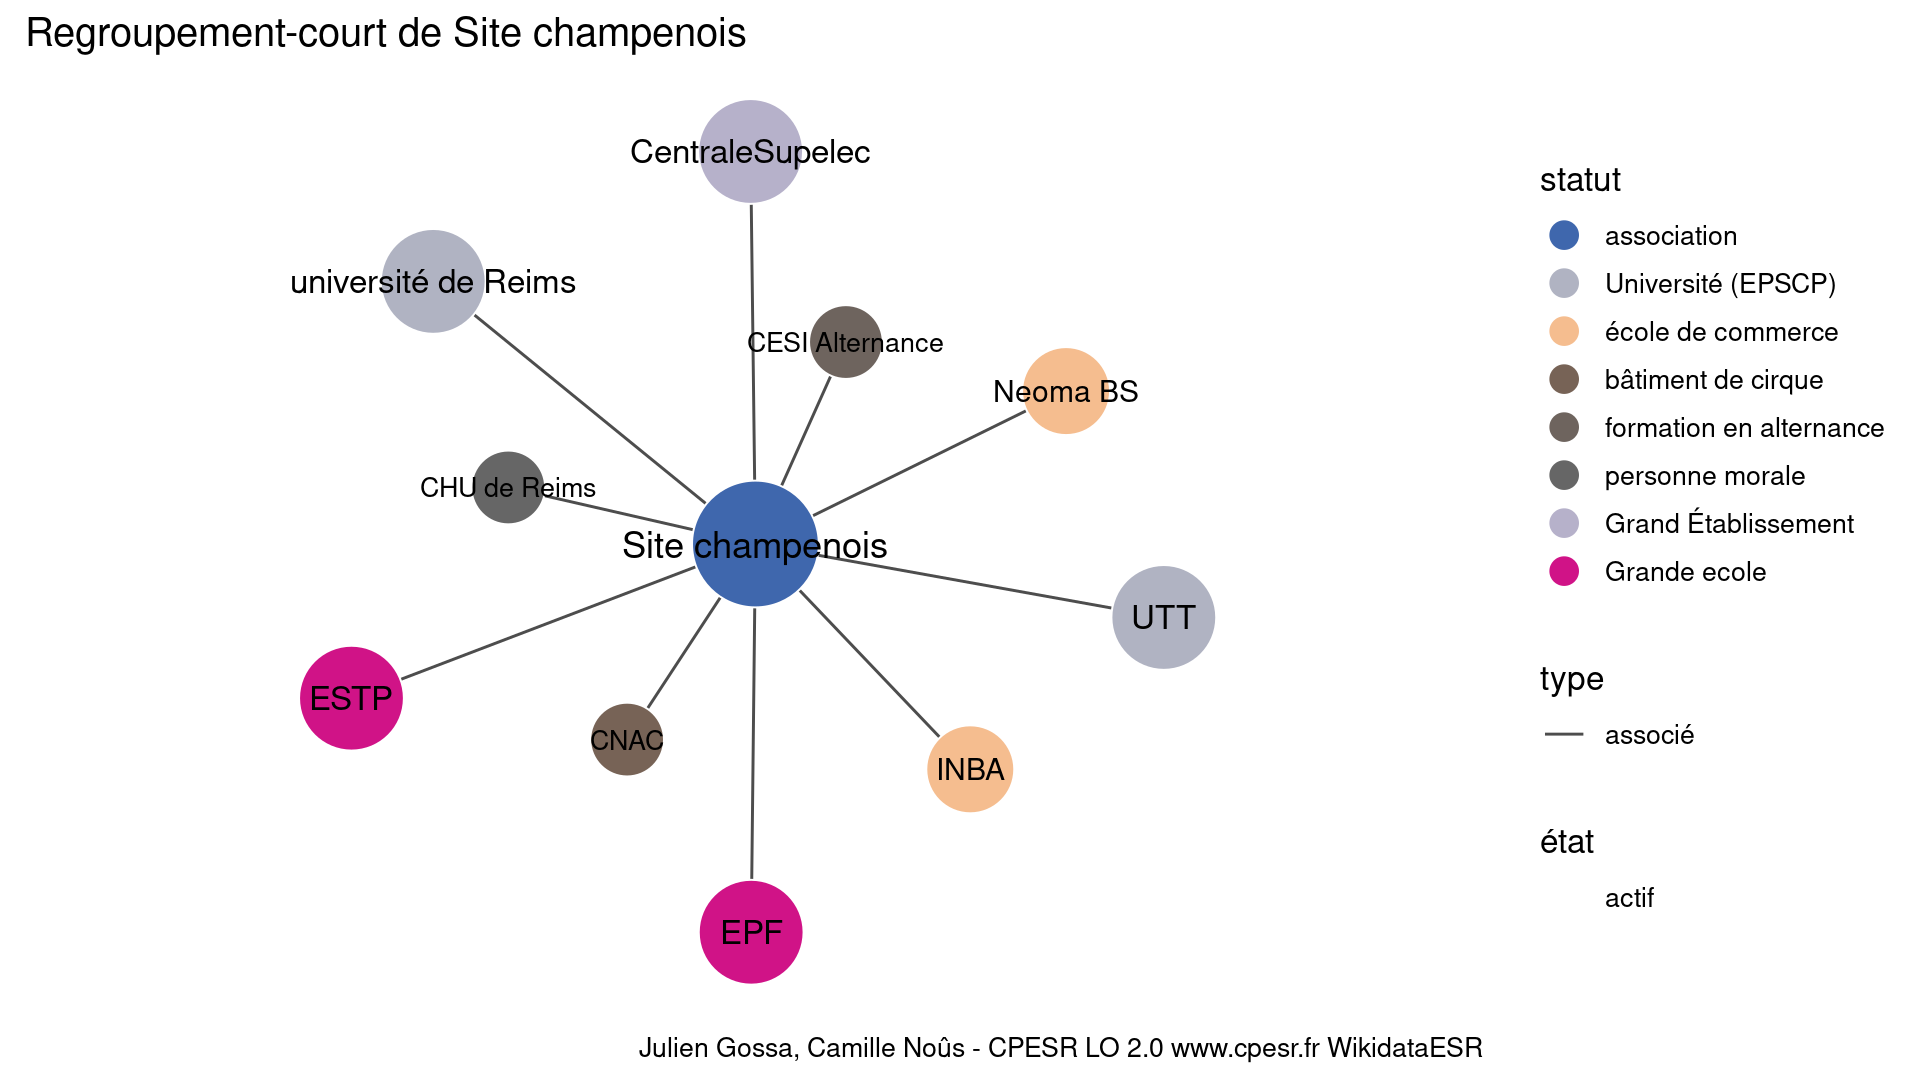 Regroupement-court de Site champenois
CentraleSupelec
université de Reims
CESI Alternance
Neoma BS
CHU de Reims
Site champenois
UTT
ESTP
CNAC
INBA
EPF
statut
association
Université (EPSCP)
école de commerce
bâtiment de cirque
formation en alternance
personne morale
Grand Établissement
Grande ecole
type
associé
état
actif
Julien Gossa, Camille Noûs - CPESR LO 2.0 www.cpesr.fr WikidataESR